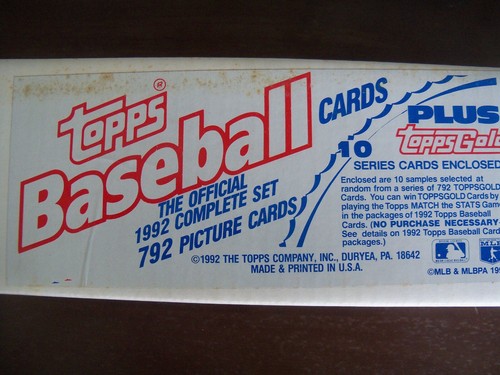 Topps®
Baseball CARDS
THE OFFICIAL
1992 COMPLETE SET
792 PICTURE CARDS
PLUS
10 ToppsGold
SERIES CARDS ENCLOSED
Enclosed are 10 samples selected at
random from a series of 792 TOPPSGOLD
Cards. You can win TOPPSGOLD Cards by
playing the Topps MATCH the STATS Game
in the packages of 1992 Topps Baseball
Cards. (NO PURCHASE NECESSARY
See details on 1992 Topps Baseball Card
packages.)
©1992 THE TOPPS COMPANY, INC., DURYEA, PA. 18642
MADE & PRINTED IN U.S.A.
©MLB & MLBPA 199